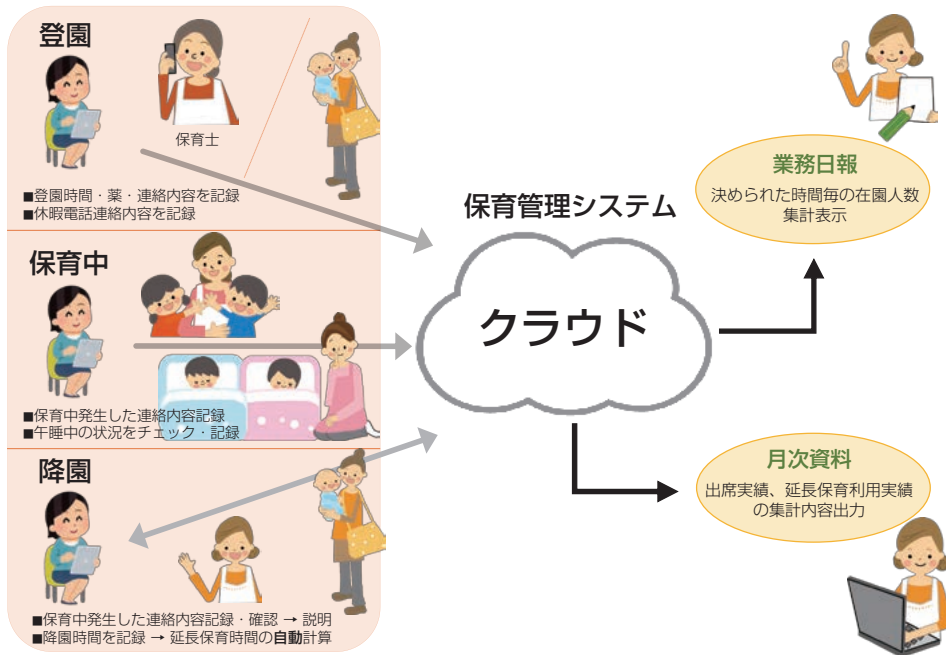 登園
保育士
■登園時間・薬・連絡内容を記録
■休暇電話連絡内容を記録
保育中
■保育中発生した連絡内容記録
■午睡中の状況をチェック・記録
降園
■保育中発生した連絡内容記録・確認 → 説明
■降園時間を記録 → 延長保育時間の自動計算
保育管理システム
クラウド
業務日報
決められた時間毎の在園人数
集計表示
月次資料
出席実績、延長保育利用実績
の集計内容出力